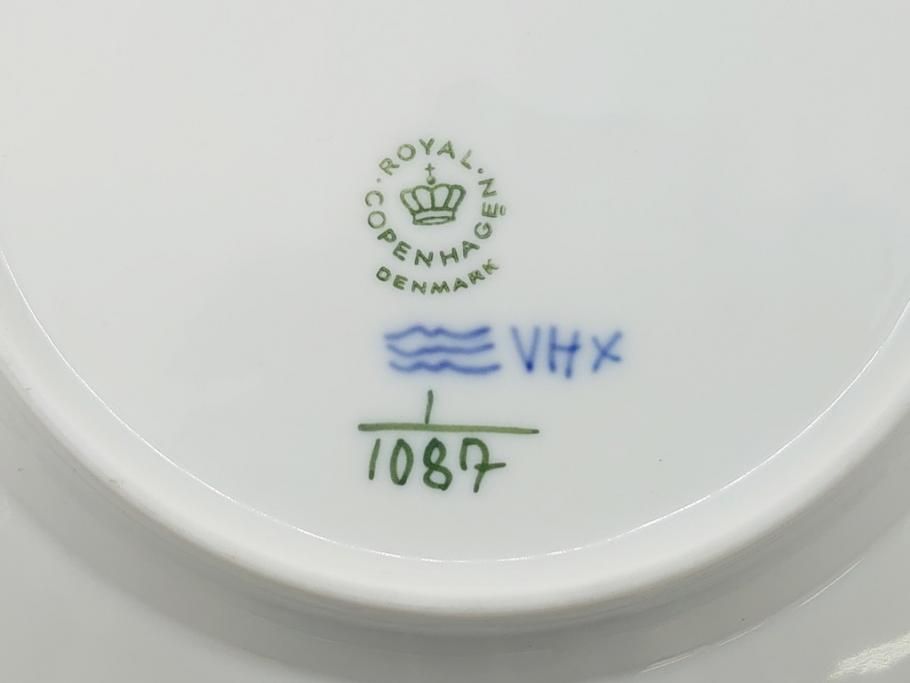 ROYAL.
COPENHAGEN
DENMARK
VHX
1
1087